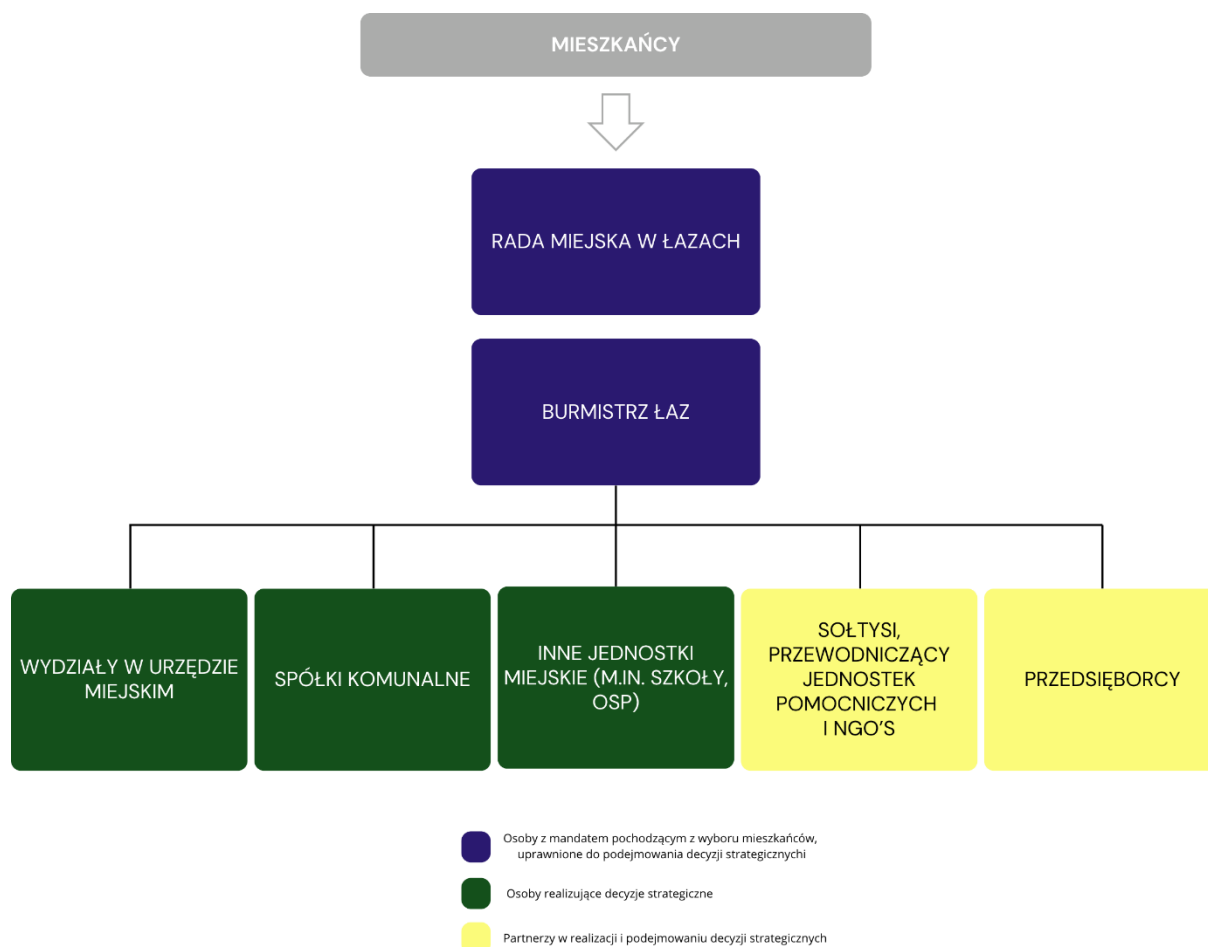 MIESZKAŃCY
RADA MIEJSKA W ŁAZACH
BURMISTRZ ŁAZ
WYDZIAŁY W URZĘDZIE
MIEJSKIM
SPÓŁKI KOMUNALNE
INNE JEDNOSTKI
MIEJSKIE (M.IN. SZKOŁY,
OSP)
SOŁTYSI,
PRZEWODNICZĄCY
JEDNOSTEK
POMOCNICZYCH
I NGO’S
PRZEDSIĘBORCY
Osoby z mandatem pochodzącym z wyboru mieszkańców,
uprawnione do podejmowania decyzji strategicznychi
Osoby realizujące decyzje strategiczne
Partnerzy w realizacji i podejmowaniu decyzji strategicznych